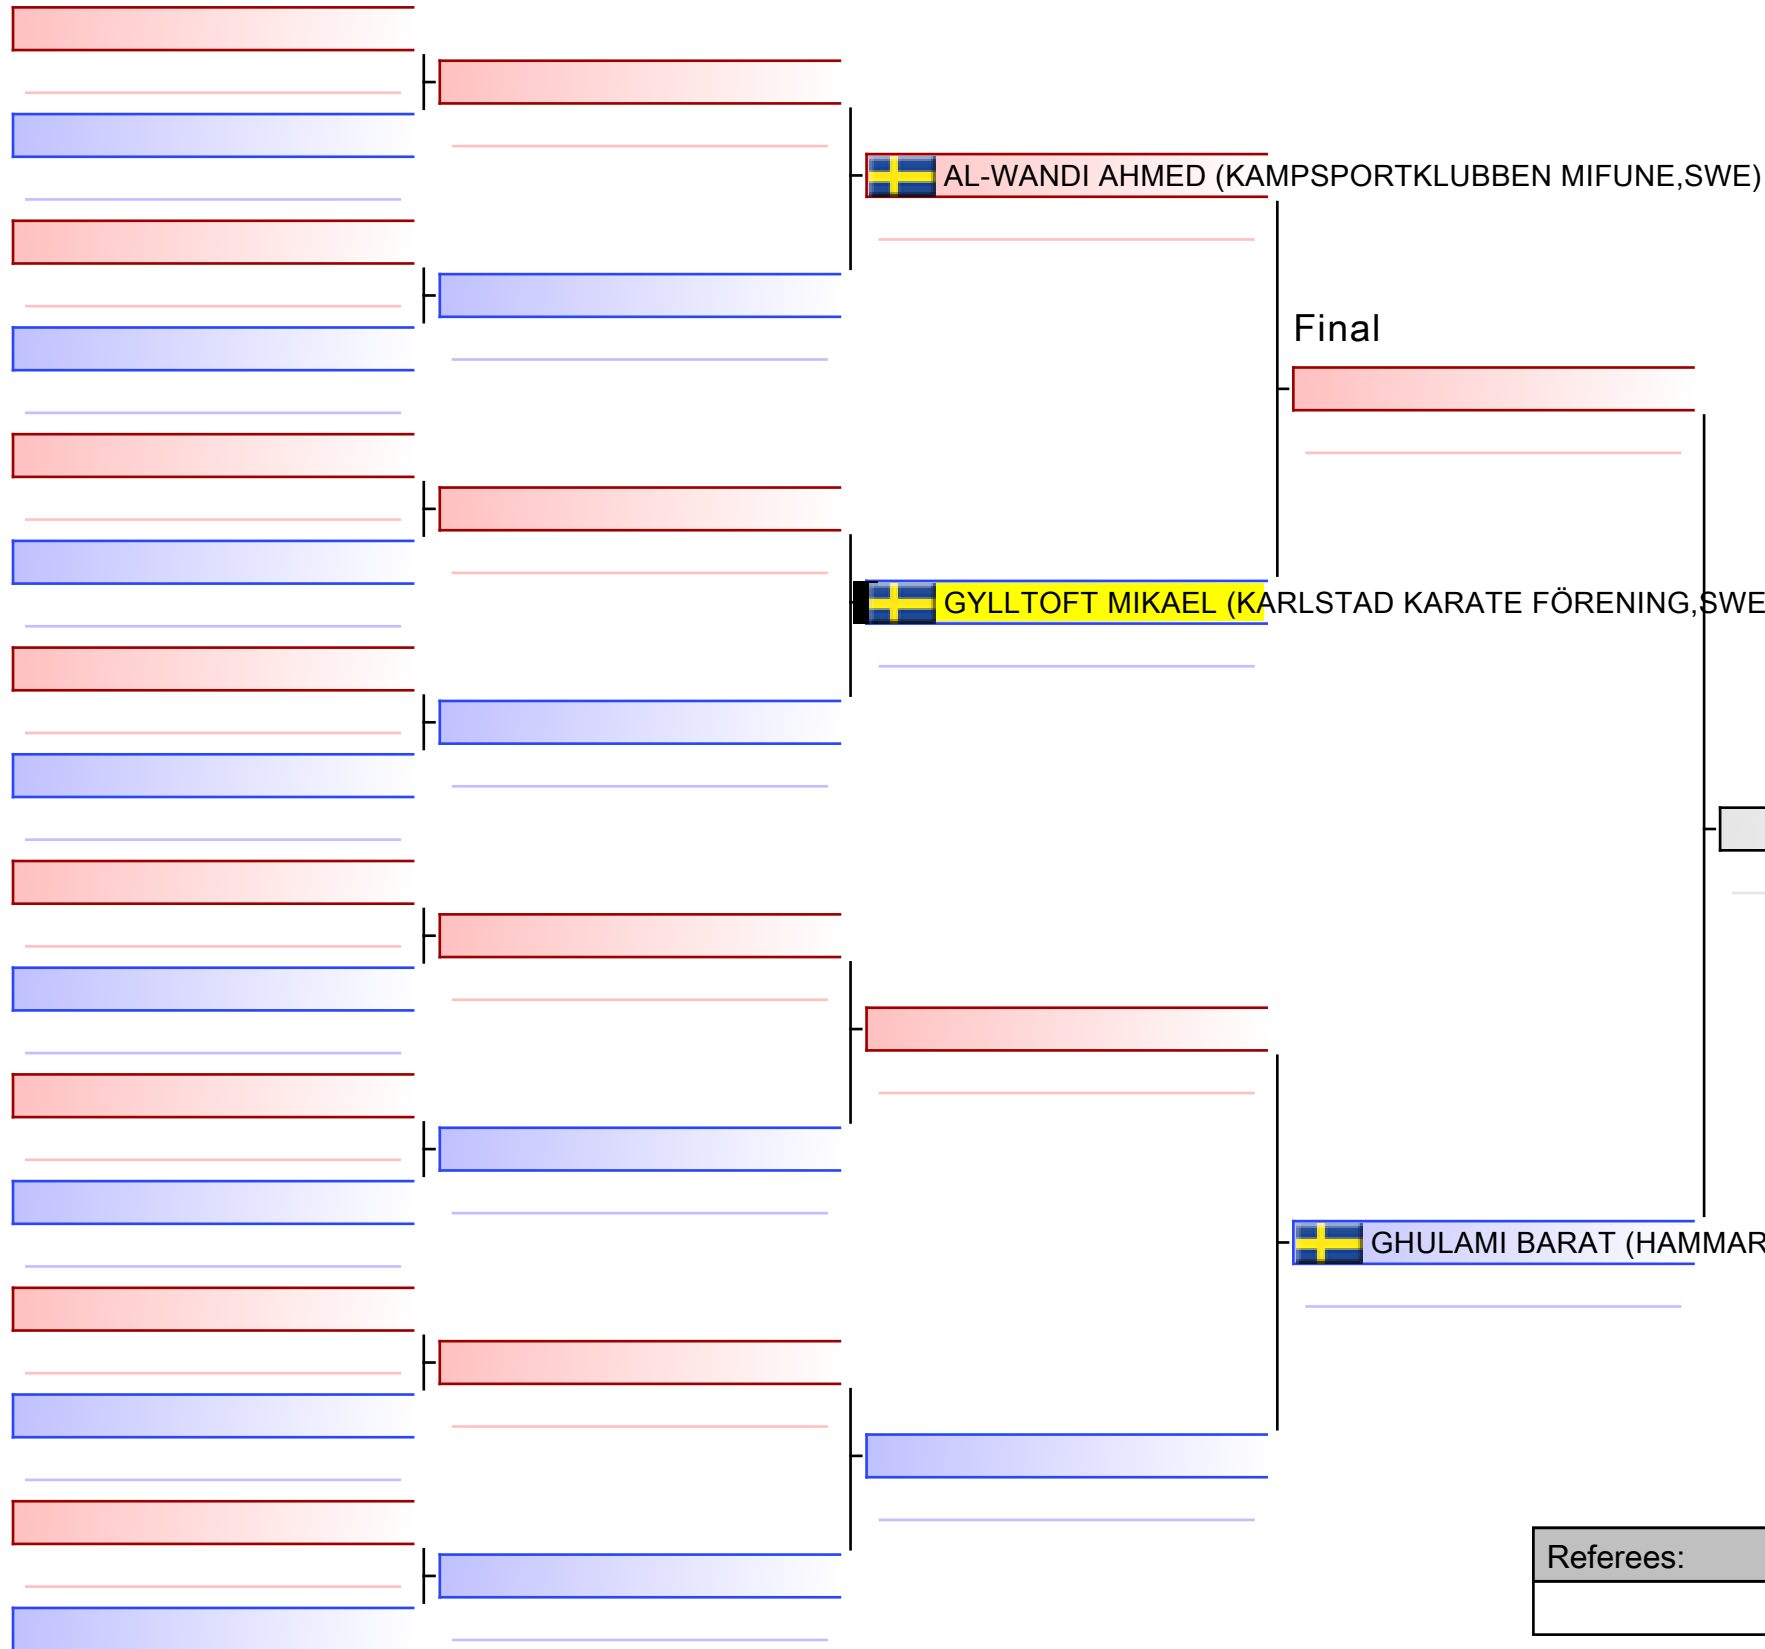 AL-WANDI AHMED (KAMPSPORTKLUBBEN MIFUNE,SWE)
Final
GYLLTOFT MIKAEL (KARLSTAD KARATE FÖRENING,SWE
GHULAMI BARAT (HAMMAR
Referees: